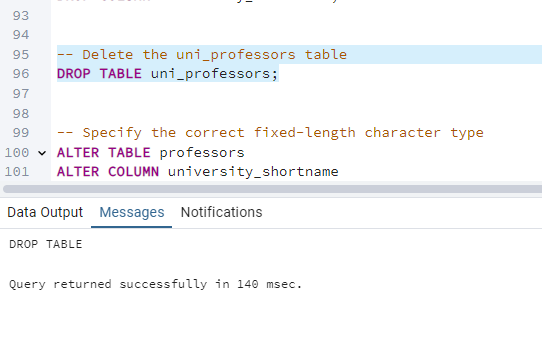 93
94
95 -- Delete the uni_professors table
96 DROP TABLE uni_professors;
97
98
99 -- Specify the correct fixed-length character type
100 ALTER TABLE professors
101 ALTER COLUMN university_shortname
Data Output Messages Notifications
DROP TABLE
Query returned successfully in 140 msec.